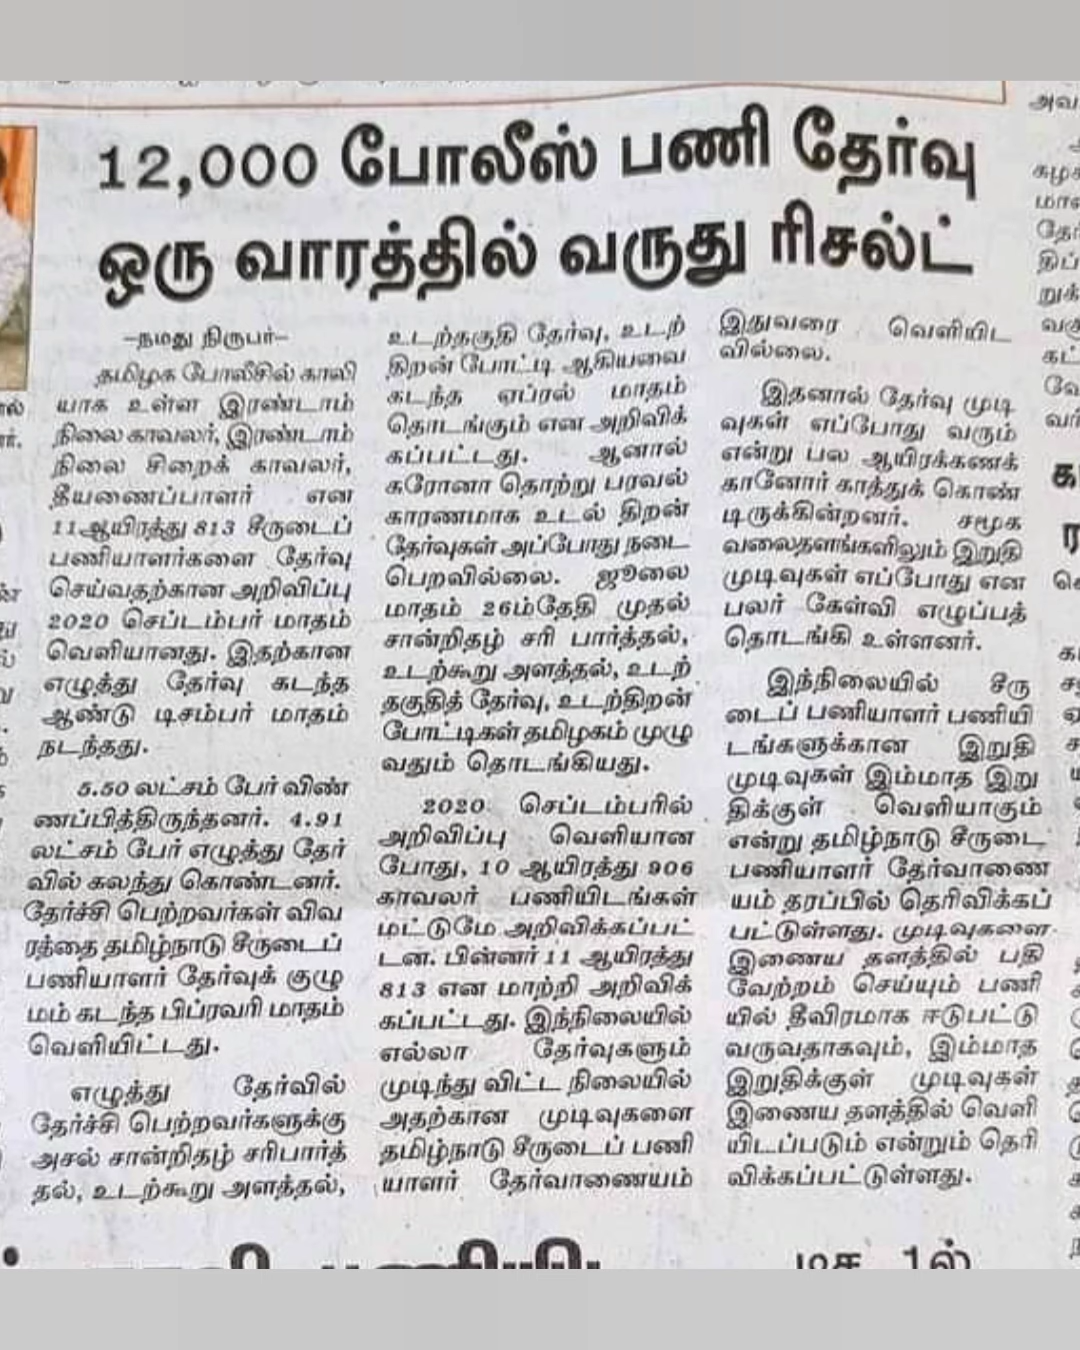 12,000 போலீஸ் பணி தேர்வு
ஒரு வாரத்தில் வருது ரிசல்ட்
–நமது நிருபர்–
தமிழக போலீசில் காலி
யாக உள்ள இரண்டாம்
நிலை காவலர், இரண்டாம்
நிலை சிறைக் காவலர்,
தீயணைப்பாளர் என
11ஆயிரத்து 813 சீருடைப்
பணியாளர்களை தேர்வு
செய்வதற்கான அறிவிப்பு
2020 செப்டம்பர் மாதம்
வெளியானது. இதற்கான
எழுத்து தேர்வு கடந்த
ஆண்டு டிசம்பர் மாதம்
நடந்தது.
5.50 லட்சம் பேர் விண்
ணப்பித்திருந்தனர். 4.91
லட்சம் பேர் எழுத்து தேர்
வில் கலந்து கொண்டனர்.
தேர்ச்சி பெற்றவர்கள் விவ
ரத்தை தமிழ்நாடு சீருடைப்
பணியாளர் தேர்வுக் குழு
மம் கடந்த பிப்ரவரி மாதம்
வெளியிட்டது.
எழுத்து தேர்வில்
தேர்ச்சி பெற்றவர்களுக்கு
அசல் சான்றிதழ் சரிபார்த்
தல், உடற்கூறு அளத்தல்,
உடற்தகுதி தேர்வு, உடற்
திறன் போட்டி ஆகியவை
கடந்த ஏப்ரல் மாதம்
தொடங்கும் என அறிவிக்
கப்பட்டது. ஆனால்
கரோனா தொற்று பரவல்
காரணமாக உடல் திறன்
தேர்வுகள் அப்போது நடை
பெறவில்லை. ஜூலை
மாதம் 26ம்தேதி முதல்
சான்றிதழ் சரி பார்த்தல்,
உடற்கூறு அளத்தல், உடற்
தகுதித் தேர்வு, உடற்திறன்
போட்டிகள் தமிழகம் முழு
வதும் தொடங்கியது.
2020 செப்டம்பரில்
அறிவிப்பு வெளியான
போது, 10 ஆயிரத்து 906
காவலர் பணியிடங்கள்
மட்டுமே அறிவிக்கப்பட்
டன. பின்னர் 11 ஆயிரத்து
813 என மாற்றி அறிவிக்
கப்பட்டது. இந்நிலையில்
எல்லா தேர்வுகளும்
முடிந்து விட்ட நிலையில்
அதற்கான முடிவுகளை
தமிழ்நாடு சீருடைப் பணி
யாளர் தேர்வாணையம்
இதுவரை வெளியிட
வில்லை.
இதனால் தேர்வு முடி
வுகள் எப்போது வரும்
என்று பல ஆயிரக்கணக்
கானோர் காத்துக் கொண்
டிருக்கின்றனர். சமூக
வலைதளங்களிலும் இறுதி
முடிவுகள் எப்போது என
பலர் கேள்வி எழுப்பத்
தொடங்கி உள்ளனர்.
இந்நிலையில் சீரு
டைப் பணியாளர் பணியி
டங்களுக்கான இறுதி
முடிவுகள் இம்மாத இறு
திக்குள் வெளியாகும்
என்று தமிழ்நாடு சீருடை
பணியாளர் தேர்வாணை
யம் தரப்பில் தெரிவிக்கப்
பட்டுள்ளது. முடிவுகளை
இணைய தளத்தில் பதி
வேற்றம் செய்யும் பணி
யில் தீவிரமாக ஈடுபட்டு
வருவதாகவும், இம்மாத
இறுதிக்குள் முடிவுகள்
இணைய தளத்தில் வெளி
யிடப்படும் என்றும் தெரி
விக்கப்பட்டுள்ளது.